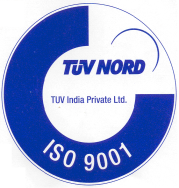 TÜV NORD
TUV India Private Ltd.
ISO 9001